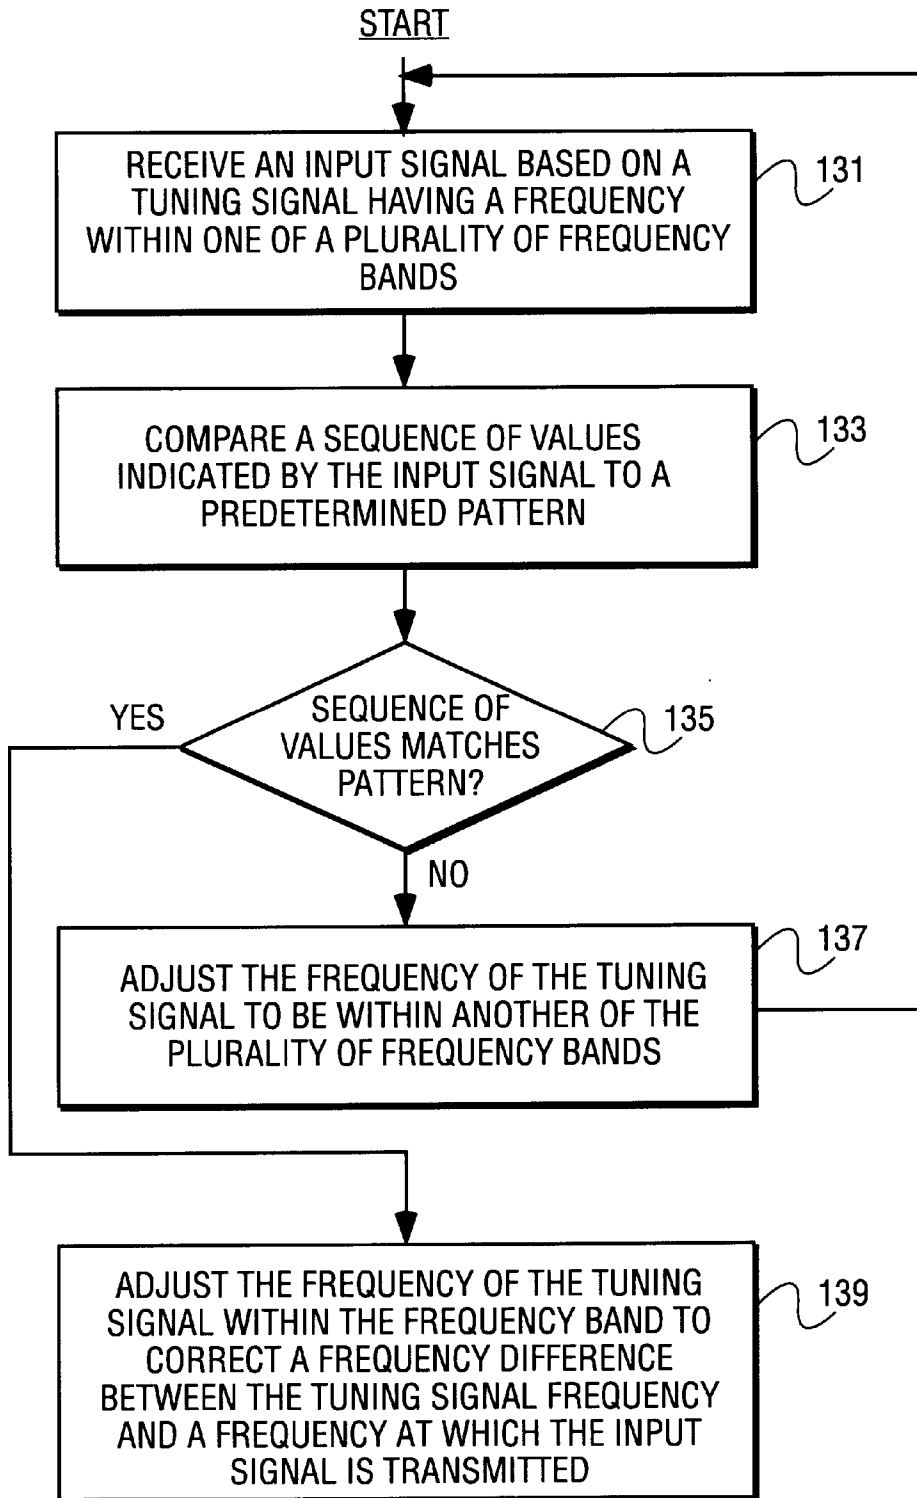 START
RECEIVE AN INPUT SIGNAL BASED ON A
TUNING SIGNAL HAVING A FREQUENCY
WITHIN ONE OF A PLURALITY OF FREQUENCY
BANDS
131
COMPARE A SEQUENCE OF VALUES
INDICATED BY THE INPUT SIGNAL TO A
PREDETERMINED PATTERN
133
YES
SEQUENCE OF
VALUES MATCHES
PATTERN?
135
NO
ADJUST THE FREQUENCY OF THE TUNING
SIGNAL TO BE WITHIN ANOTHER OF THE
PLURALITY OF FREQUENCY BANDS
137
ADJUST THE FREQUENCY OF THE TUNING
SIGNAL WITHIN THE FREQUENCY BAND TO
CORRECT A FREQUENCY DIFFERENCE
BETWEEN THE TUNING SIGNAL FREQUENCY
AND A FREQUENCY AT WHICH THE INPUT
SIGNAL IS TRANSMITTED
139